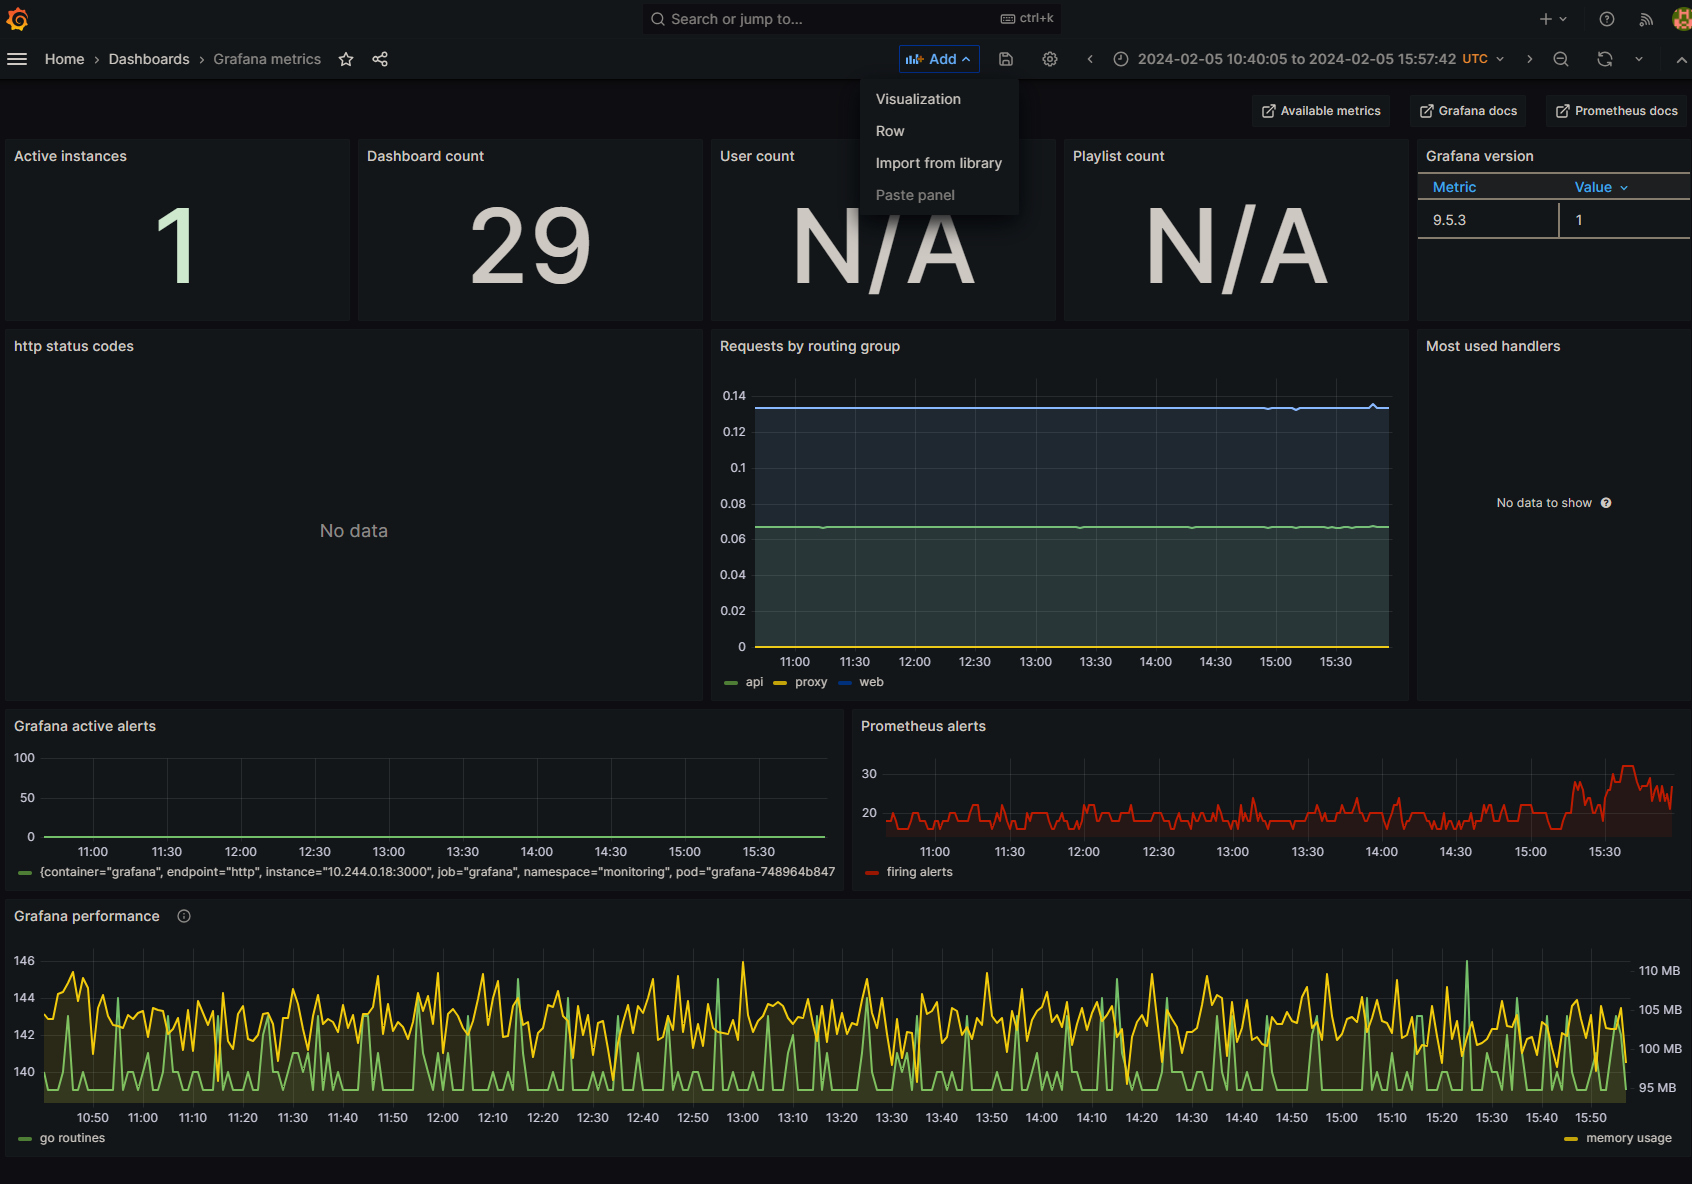 Search or jump to...
ctrl+k
Home › Dashboards › Grafana metrics
Add
2024-02-05 10:40:05 to 2024-02-05 15:57:42 UTC
Visualization
Row
Import from library
Paste panel
Available metrics
Grafana docs
Prometheus docs
Active instances
1
Dashboard count
29
User count
N/A
Playlist count
N/A
Grafana version
Metric Value
9.5.3 1
http status codes
No data
Requests by routing group
0.14
0.12
0.1
0.08
0.06
0.04
0.02
0
11:00 11:30 12:00 12:30 13:00 13:30 14:00 14:30 15:00 15:30
api proxy web
Most used handlers
No data to show
Grafana active alerts
100
50
0
11:00 11:30 12:00 12:30 13:00 13:30 14:00 14:30 15:00 15:30
{container="grafana", endpoint="http", instance="10.244.0.18:3000", job="grafana", namespace="monitoring", pod="grafana-748964b847
Prometheus alerts
30
20
11:00 11:30 12:00 12:30 13:00 13:30 14:00 14:30 15:00 15:30
firing alerts
Grafana performance
146
144
142
140
110 MB
105 MB
100 MB
95 MB
10:50 11:00 11:10 11:20 11:30 11:40 11:50 12:00 12:10 12:20 12:30 12:40 12:50 13:00 13:10 13:20 13:30 13:40 13:50 14:00 14:10 14:20 14:30 14:40 14:50 15:00 15:10 15:20 15:30 15:40 15:50
go routines
memory usage